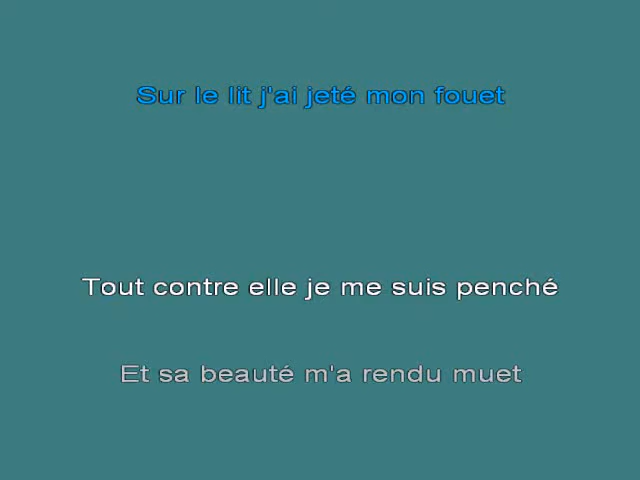 Sur le lit j'ai jeté mon fouet
Tout contre elle je me suis penché
Et sa beauté m'a rendu muet